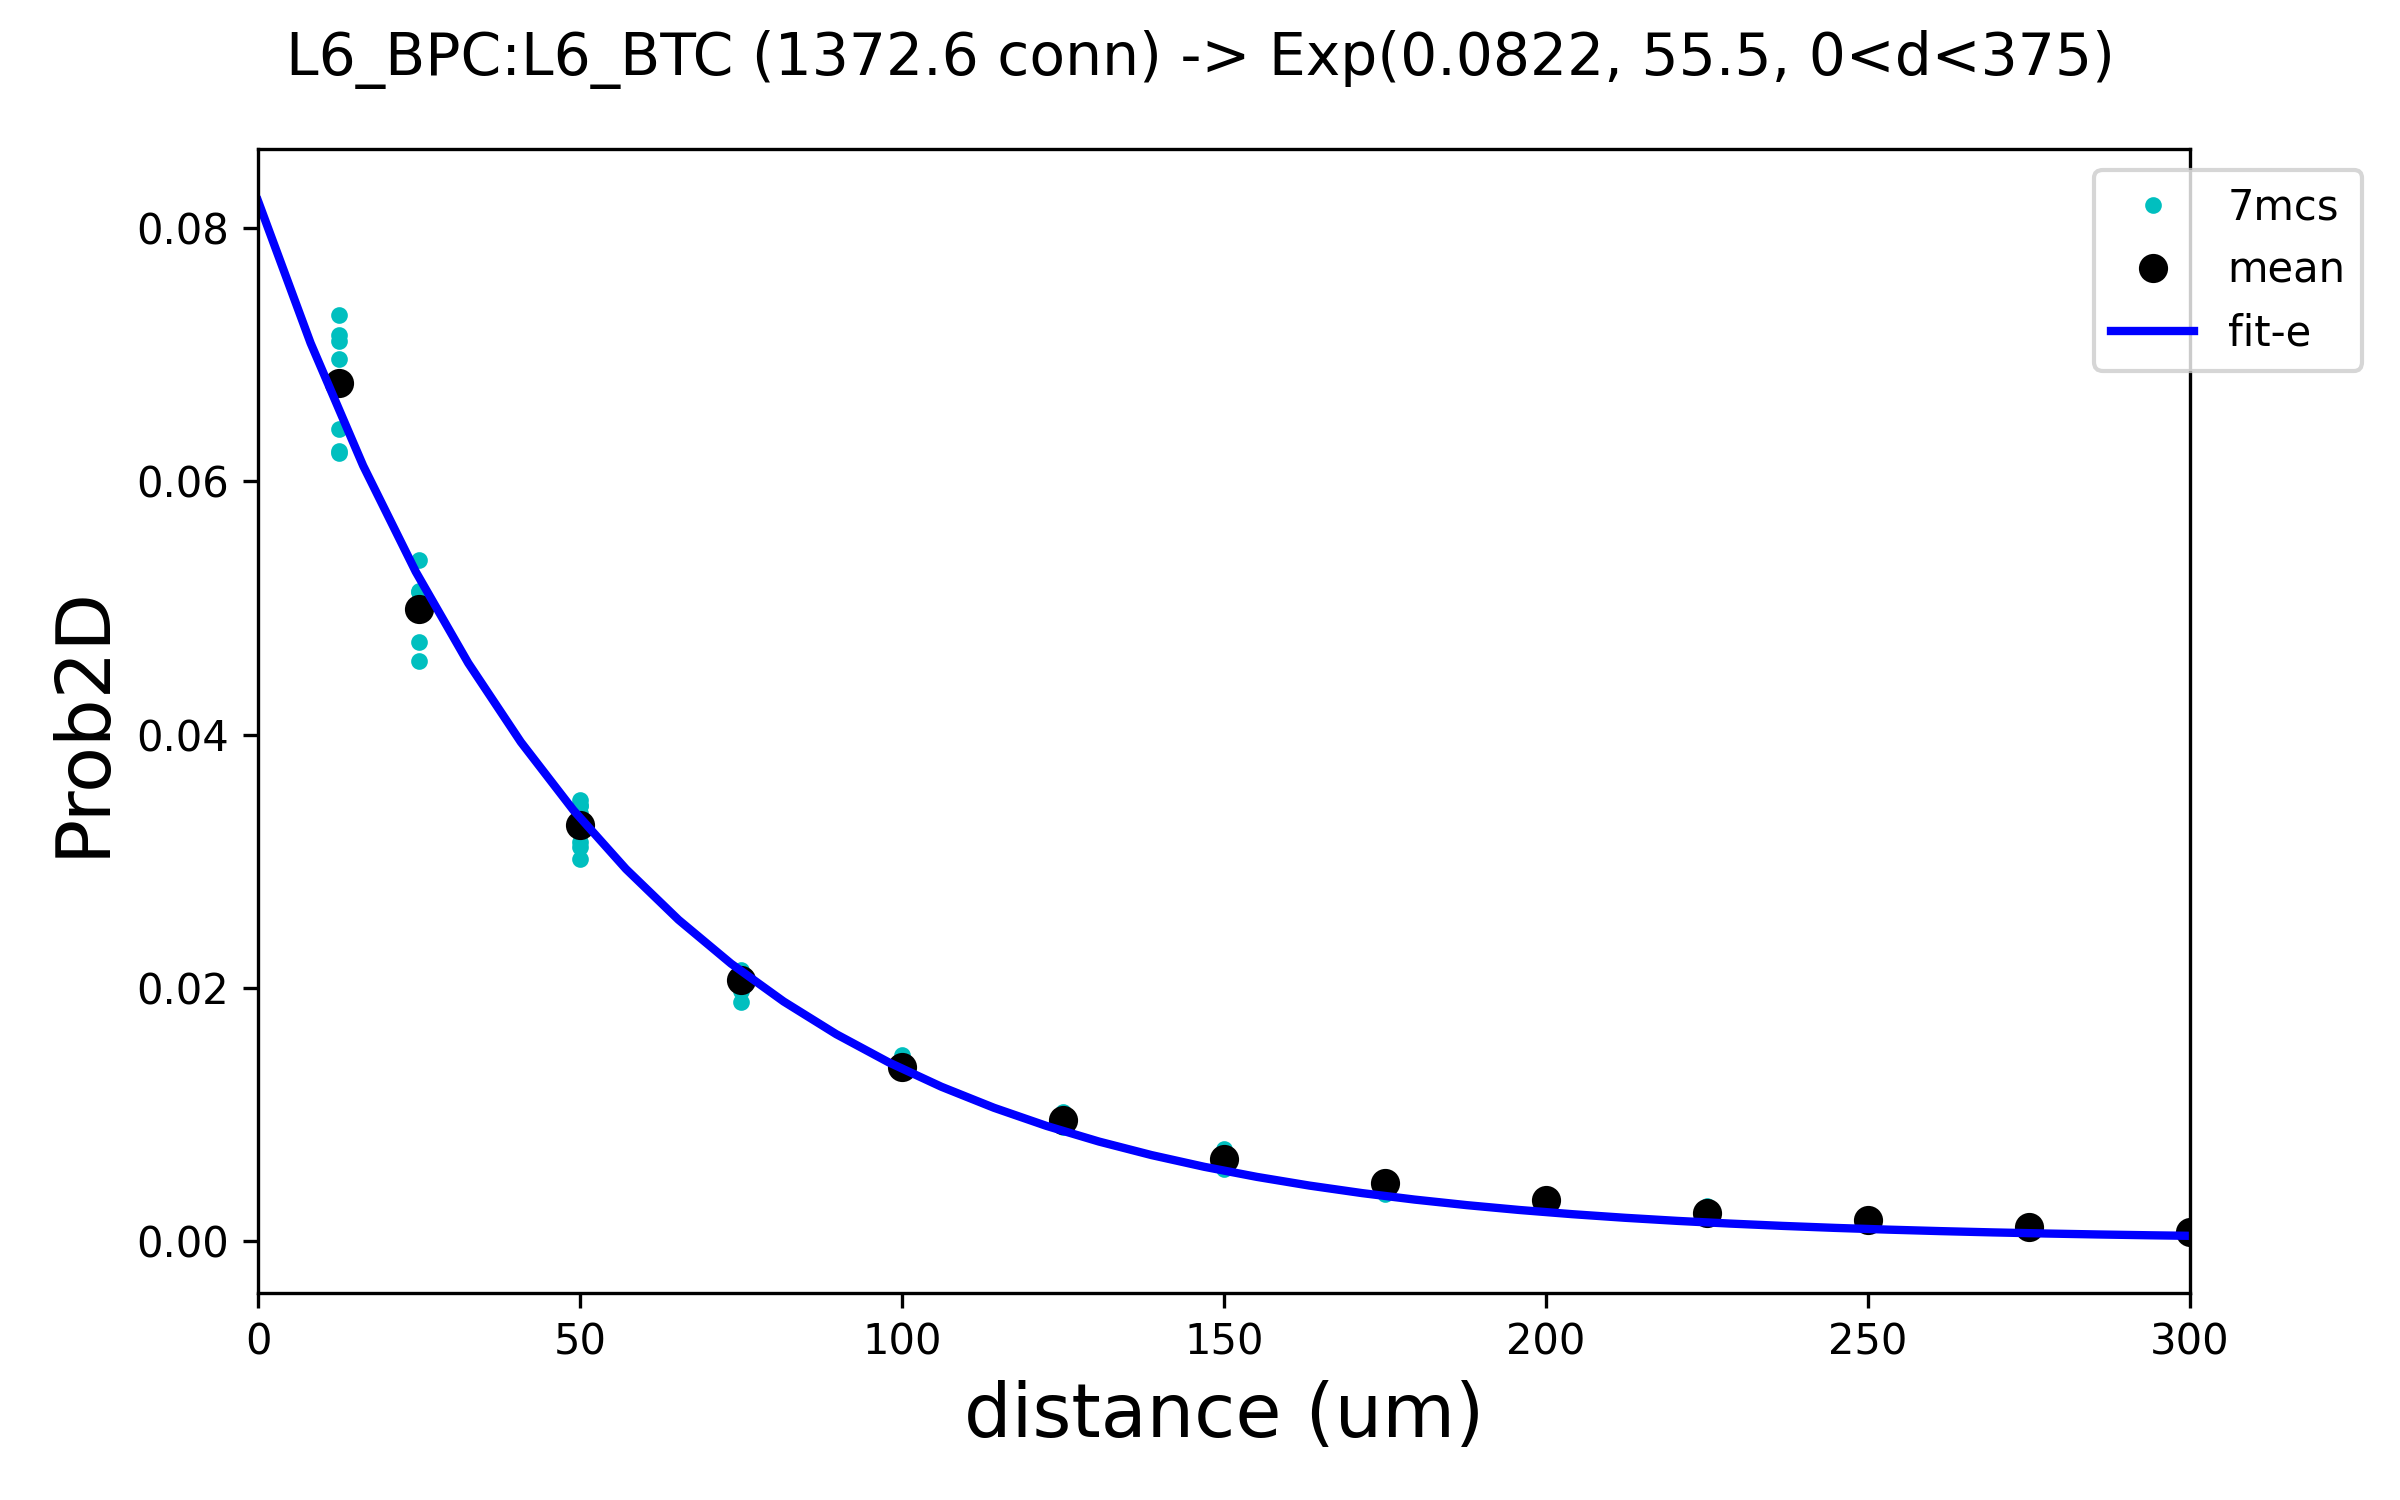 L6_BPC:L6_BTC (1372.6 conn) -> Exp(0.0822, 55.5, 0<d<375)
7mcs
mean
fit-e
Prob2D
0.08
0.06
0.04
0.02
0.00
0 50 100 150 200 250 300
distance (um)